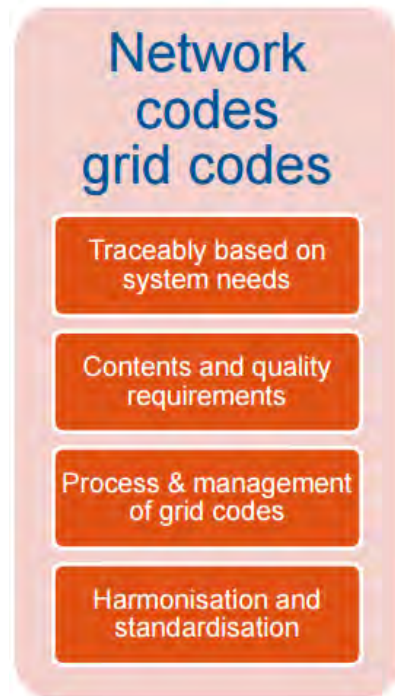 Network
codes
grid codes
Traceably based on
system needs
Contents and quality
requirements
Process & management
of grid codes
Harmonisation and
standardisation